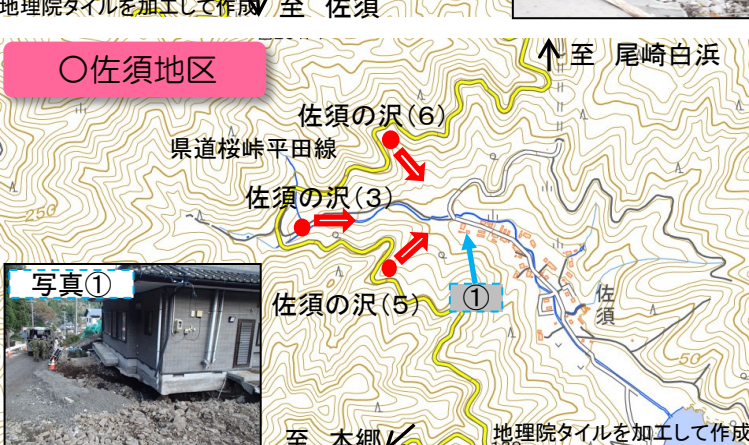 地理院タイルを加工して作成
至 佐須
〇佐須地区
至 尾崎白浜
佐須の沢(6)
県道桜峠平田線
佐須の沢(3)
250
写真①
佐須の沢(5)
①
佐須
50
至 本郷
地理院タイルを加工して作成